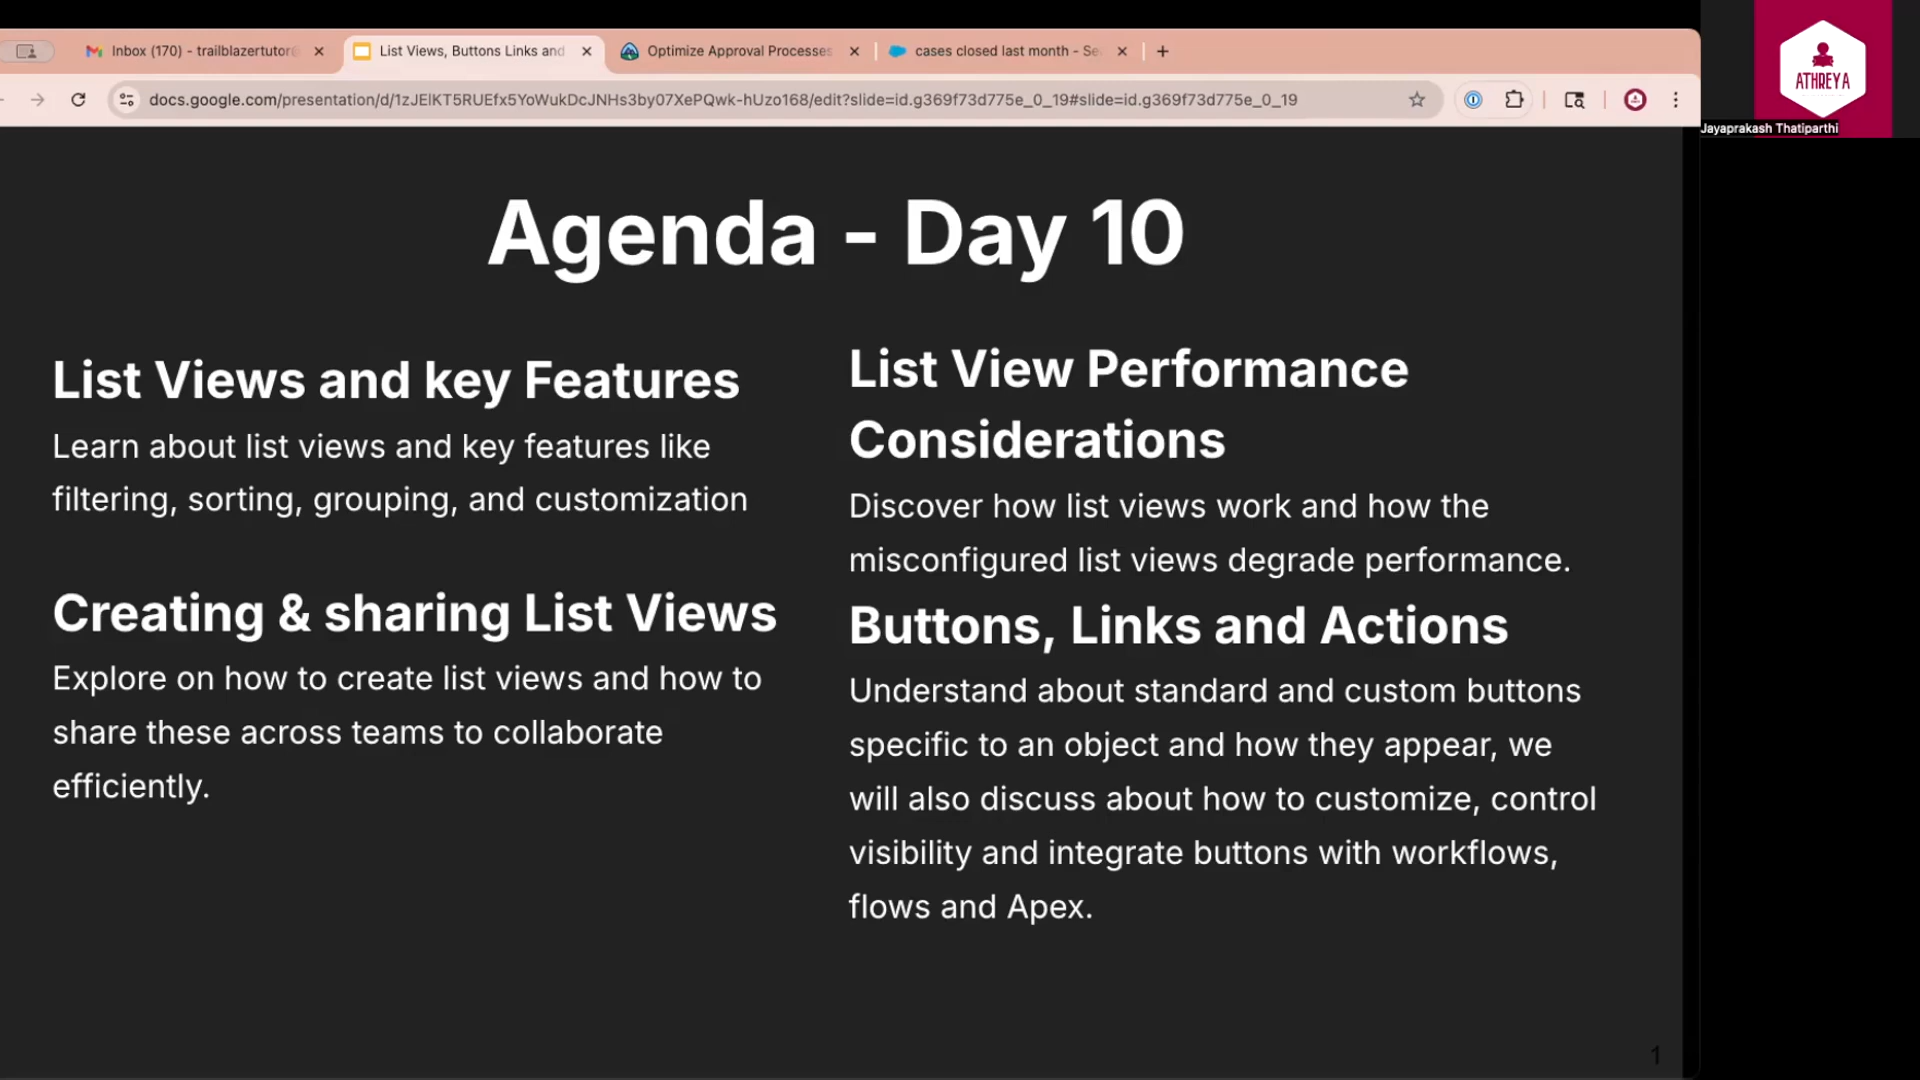 Inbox (170) - trailblazertutor
List Views, Buttons Links and
Optimize Approval Processes
cases closed last month - Se
docs.google.com/presentation/d/1zJElKT5RUEfx5YoWukDcJNHs3by07XePQwk-hUzo168/edit?slide=id.g369f73d775e_0_19#slide=id.g369f73d775e_0_19
ATHREYA
Jayaprakash Thatiparthi
Agenda - Day 10
List Views and key Features
Learn about list views and key features like
filtering, sorting, grouping, and customization
Creating & sharing List Views
Explore on how to create list views and how to
share these across teams to collaborate
efficiently.
List View Performance
Considerations
Discover how list views work and how the
misconfigured list views degrade performance.
Buttons, Links and Actions
Understand about standard and custom buttons
specific to an object and how they appear, we
will also discuss about how to customize, control
visibility and integrate buttons with workflows,
flows and Apex.
1